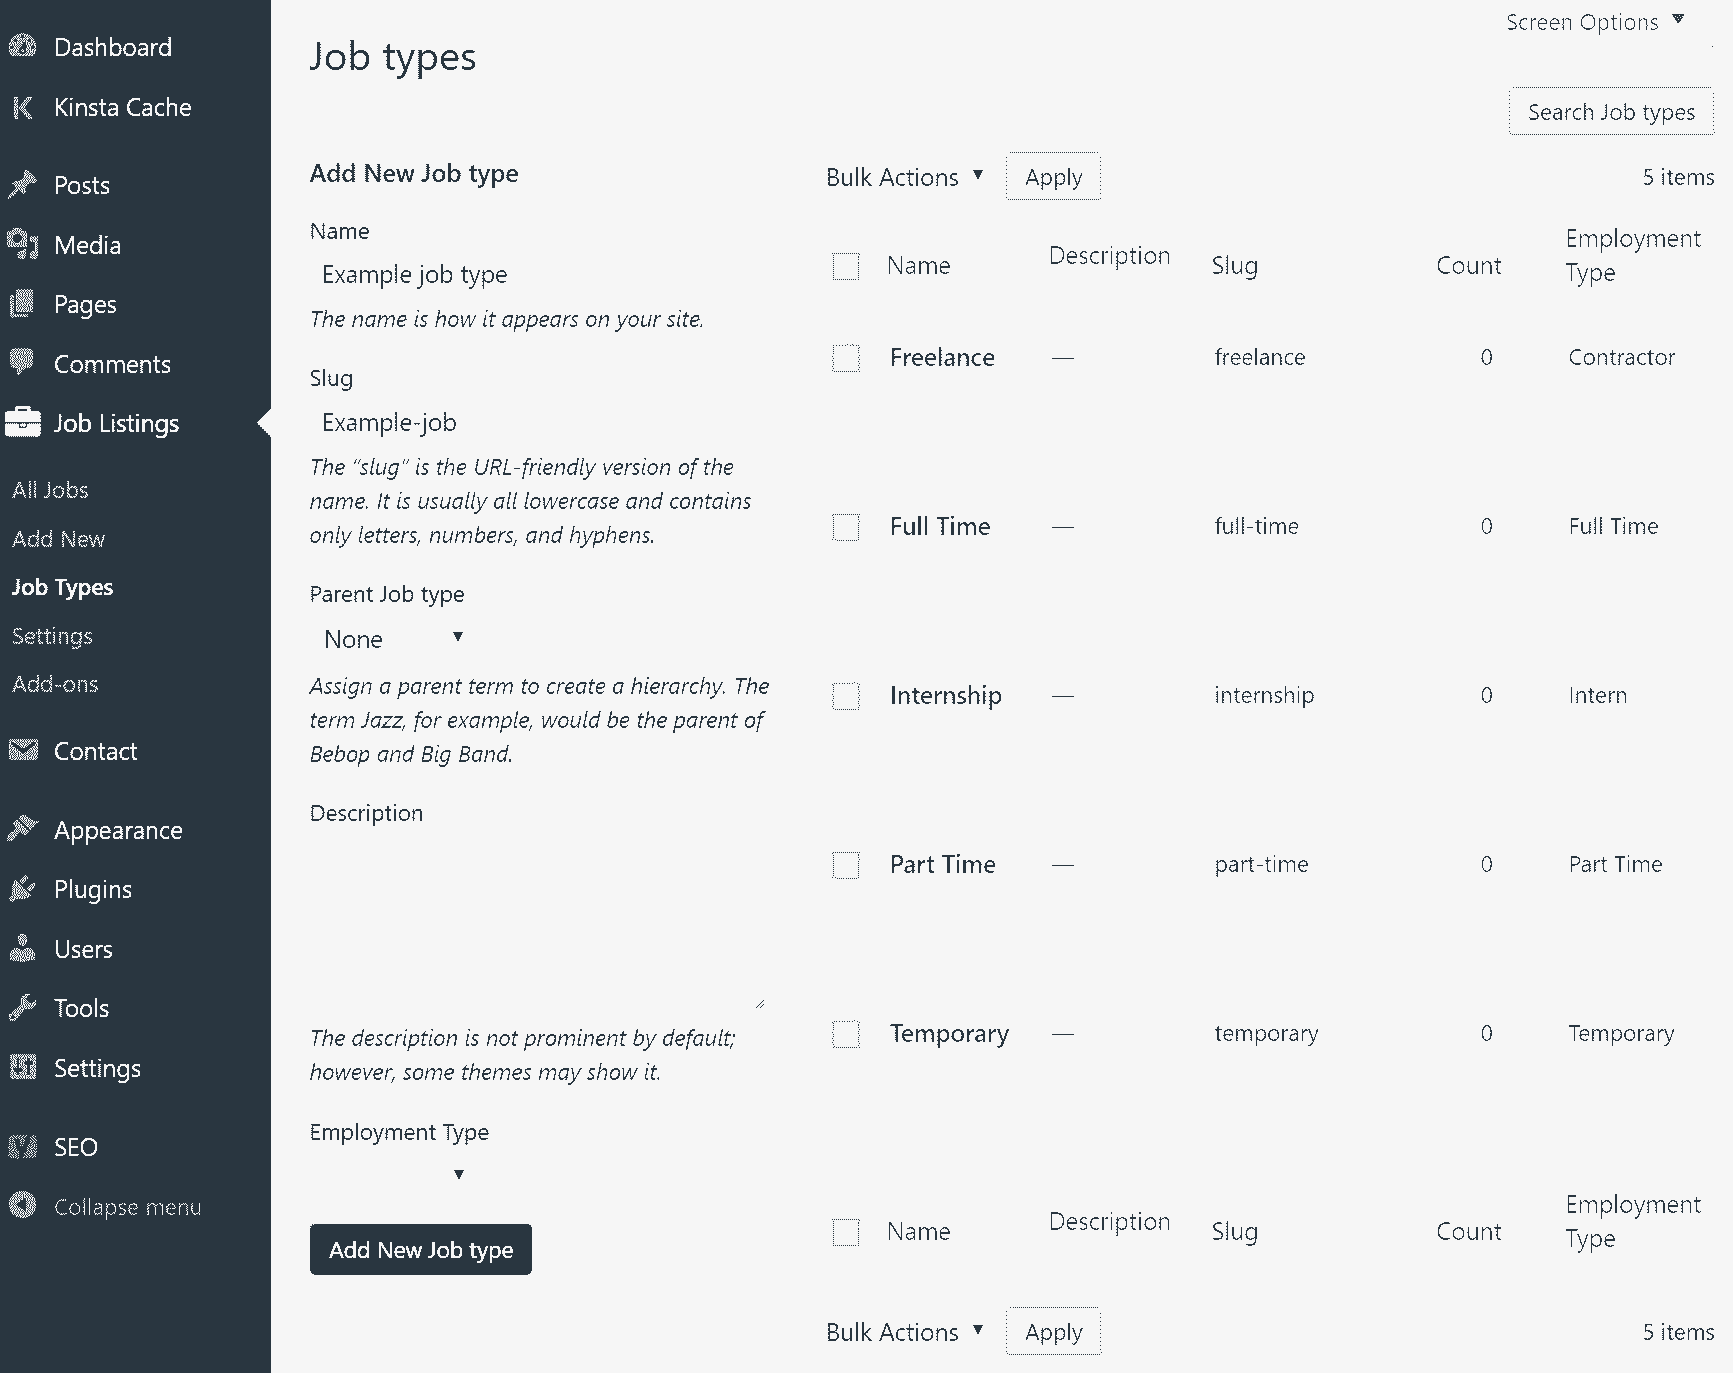 Dashboard
Kinsta Cache
Posts
Media
Pages
Comments
Job Listings
All Jobs
Add New
Job Types
Settings
Add-ons
Contact
Appearance
Plugins
Users
Tools
Settings
SEO
Collapse menu
Screen Options
Job types
Search Job types
Add New Job type
Name
Example job type
The name is how it appears on your site.
Slug
Example-job
The “slug” is the URL-friendly version of the
name. It is usually all lowercase and contains
only letters, numbers, and hyphens.
Parent Job type
None
Assign a parent term to create a hierarchy. The
term Jazz, for example, would be the parent of
Bebop and Big Band.
Description
The description is not prominent by default;
however, some themes may show it.
Employment Type
Add New Job type
Bulk Actions Apply 5 items
Name Description Slug Count Employment
Type
Freelance — freelance 0 Contractor
Full Time — full-time 0 Full Time
Internship — internship 0 Intern
Part Time — part-time 0 Part Time
Temporary — temporary 0 Temporary
Name Description Slug Count Employment
Type
Bulk Actions Apply 5 items